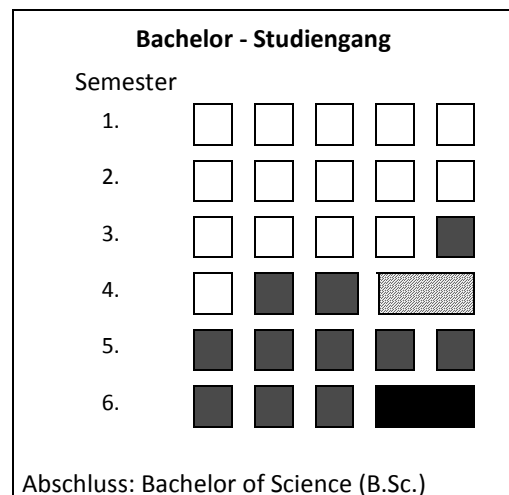 Bachelor - Studiengang
Semester
1.
2.
3.
4.
5.
6.
Abschluss: Bachelor of Science (B.Sc.)